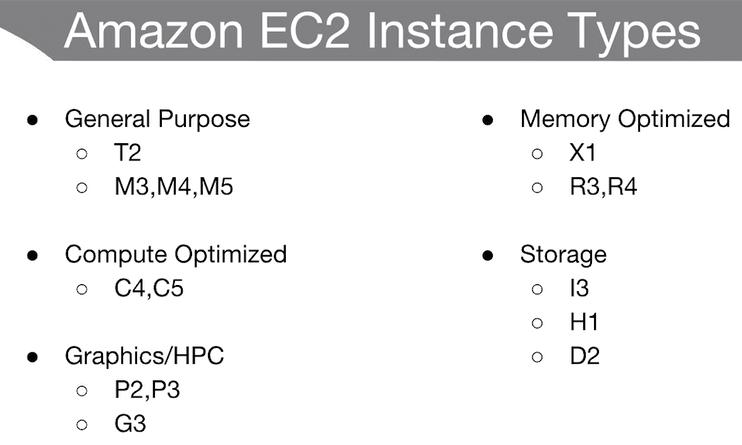 Amazon EC2 Instance Types
● General Purpose
○ T2
○ M3,M4,M5
● Compute Optimized
○ C4,C5
● Graphics/HPC
○ P2,P3
○ G3
● Memory Optimized
○ X1
○ R3,R4
● Storage
○ I3
○ H1
○ D2